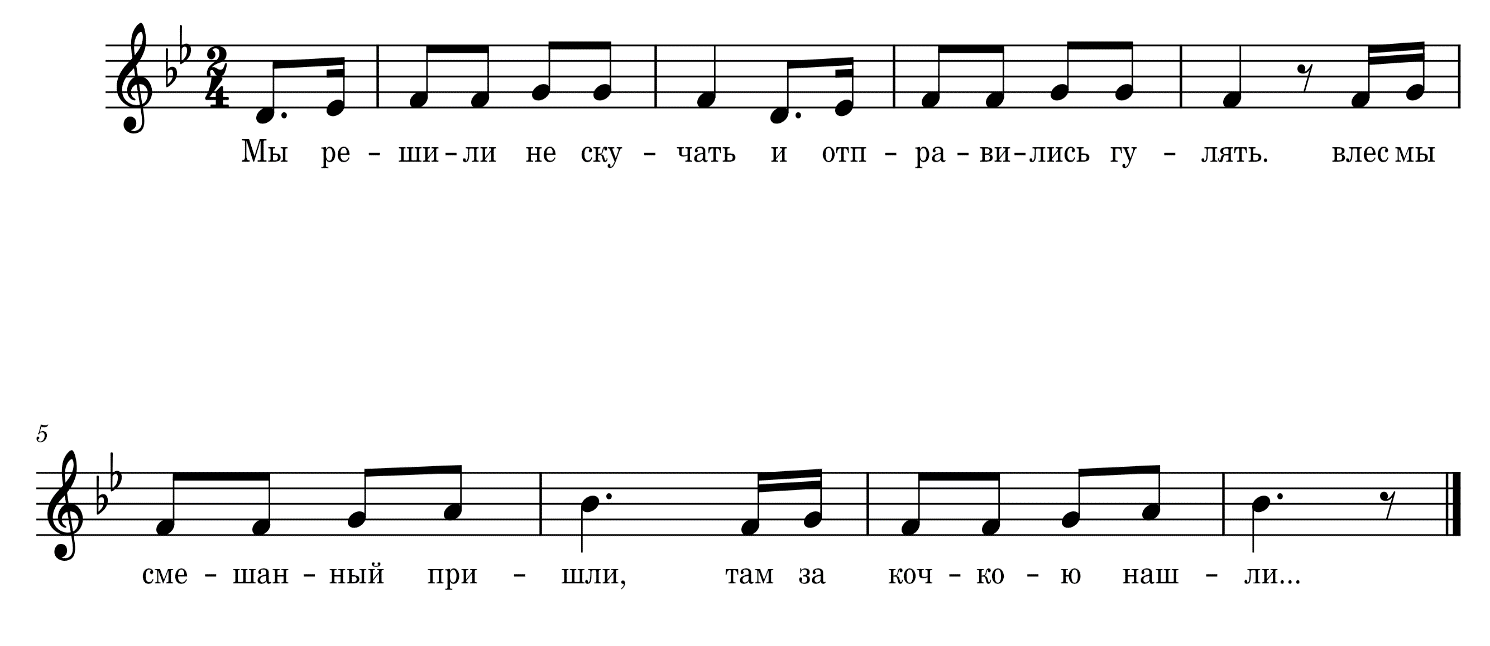 2
4
Мы ре – ши – ли не ску – чать и отп – ра – ви – лись гу – лять. влес мы
5
сме – шан – ный при – шли, там за коч – ко – ю наш – ли...